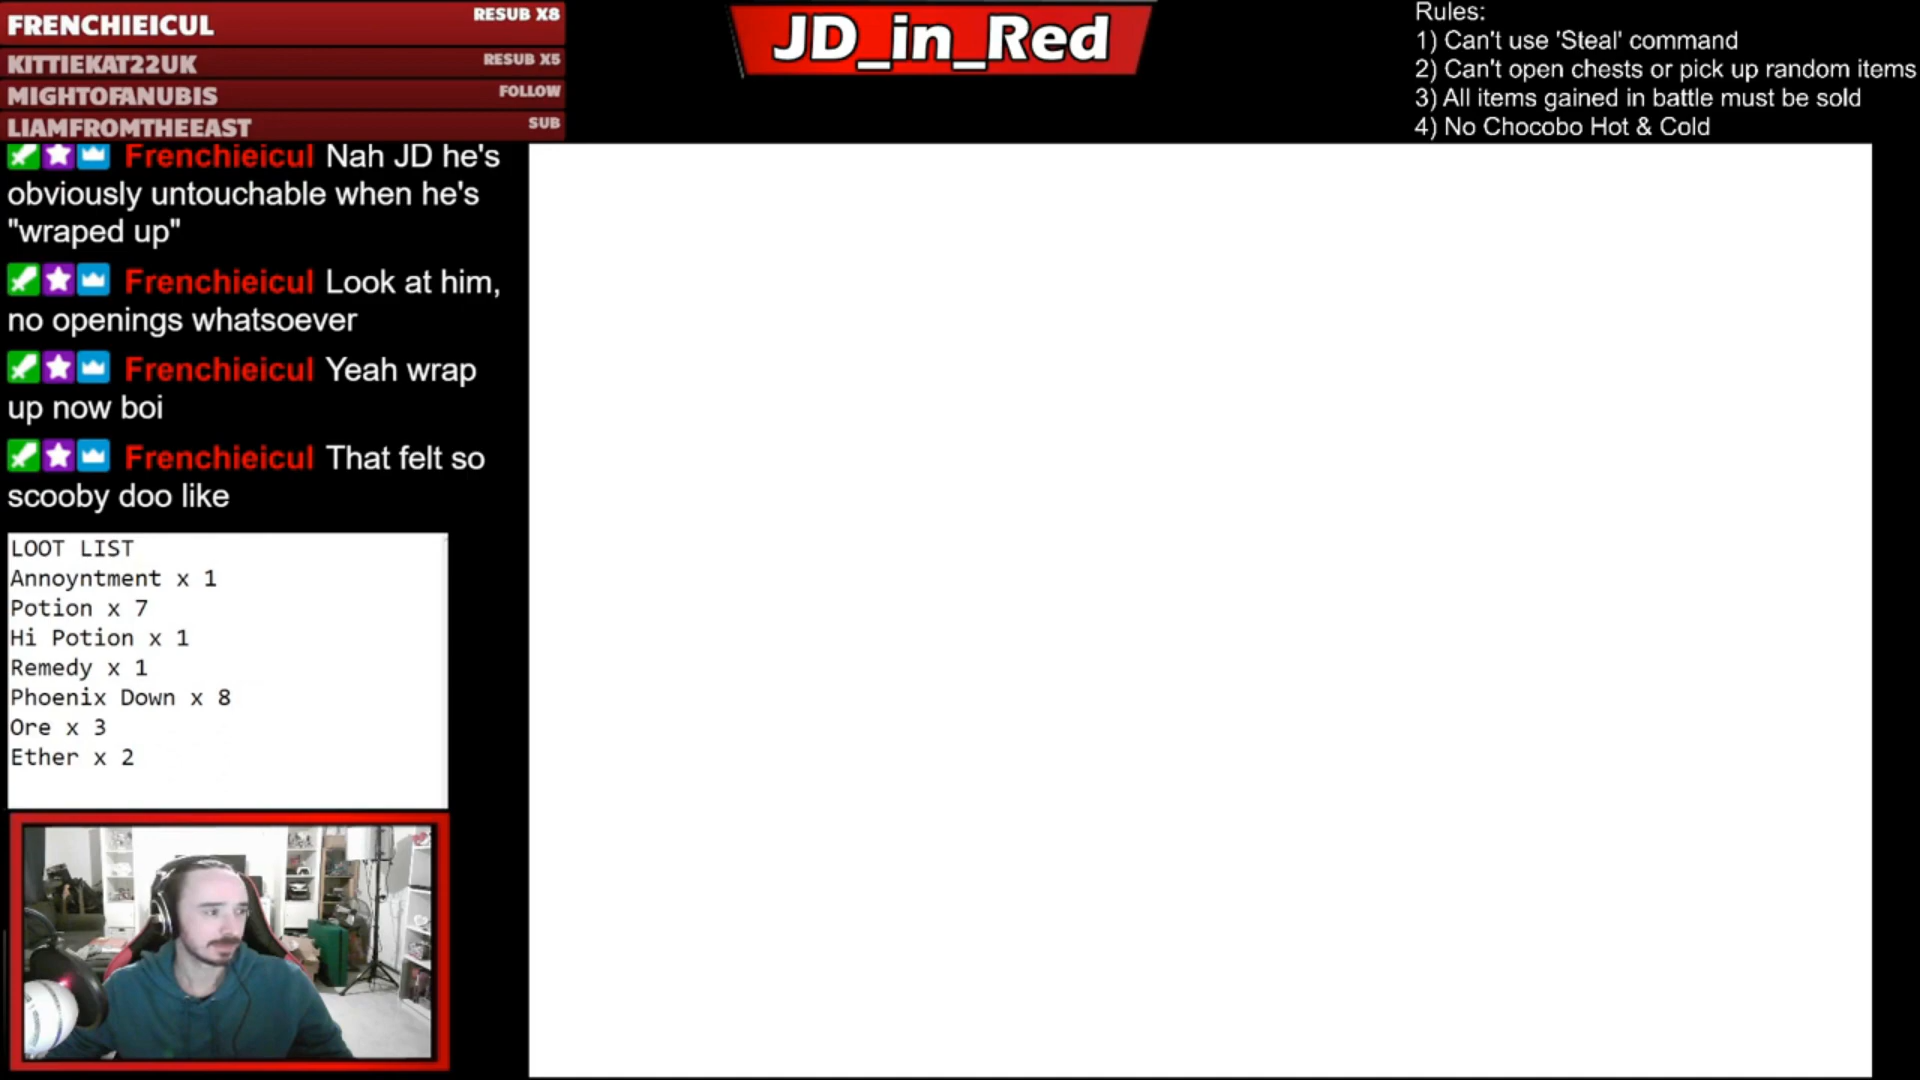 FRENCHIEICUL RESUB X8
KITTIEKAT22UK RESUB X5
MIGHTOFANUBIS FOLLOW
LIAMFROMTHEEAST SUB
JD_in_Red
Rules:
1) Can't use 'Steal' command
2) Can't open chests or pick up random items
3) All items gained in battle must be sold
4) No Chocobo Hot & Cold
Frenchieicul Nah JD he's
obviously untouchable when he's
"wraped up"
Frenchieicul Look at him,
no openings whatsoever
Frenchieicul Yeah wrap
up now boi
Frenchieicul That felt so
scooby doo like
LOOT LIST
Annoyntment x 1
Potion x 7
Hi Potion x 1
Remedy x 1
Phoenix Down x 8
Ore x 3
Ether x 2